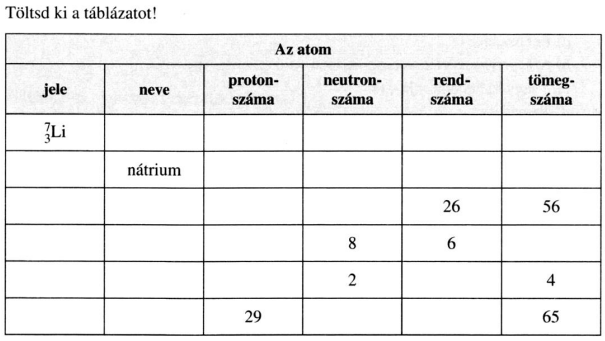 Töltsd ki a táblázatot!
Az atom
jele neve proton-száma neutron-száma rend-száma tömeg-száma
⁷₃Li
nátrium
26 56
8 6
2 4
29 65